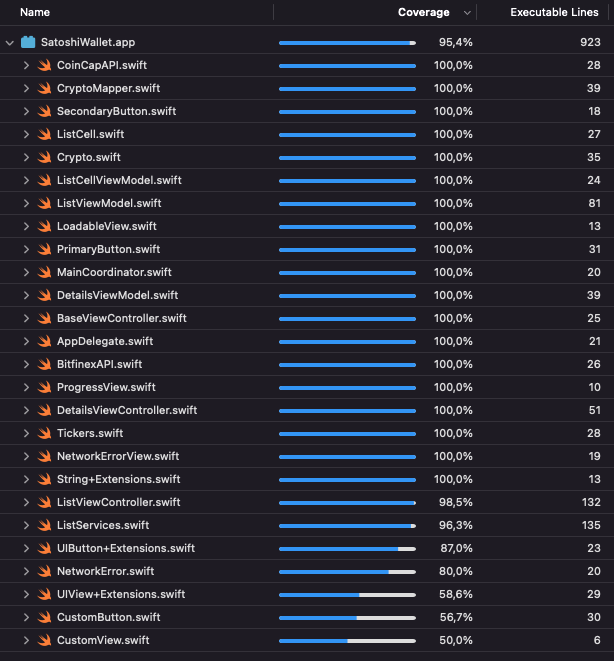 Name Coverage Executable Lines
SatoshiWallet.app 95,4% 923
CoinCapAPI.swift 100,0% 28
CryptoMapper.swift 100,0% 39
SecondaryButton.swift 100,0% 18
ListCell.swift 100,0% 27
Crypto.swift 100,0% 35
ListCellViewModel.swift 100,0% 24
ListViewModel.swift 100,0% 81
LoadableView.swift 100,0% 13
PrimaryButton.swift 100,0% 31
MainCoordinator.swift 100,0% 20
DetailsViewModel.swift 100,0% 39
BaseViewController.swift 100,0% 25
AppDelegate.swift 100,0% 21
BitfinexAPI.swift 100,0% 26
ProgressView.swift 100,0% 10
DetailsViewController.swift 100,0% 51
Tickers.swift 100,0% 28
NetworkErrorView.swift 100,0% 19
String+Extensions.swift 100,0% 13
ListViewController.swift 98,5% 132
ListServices.swift 96,3% 135
UIButton+Extensions.swift 87,0% 23
NetworkError.swift 80,0% 20
UIView+Extensions.swift 58,6% 29
CustomButton.swift 56,7% 30
CustomView.swift 50,0% 6